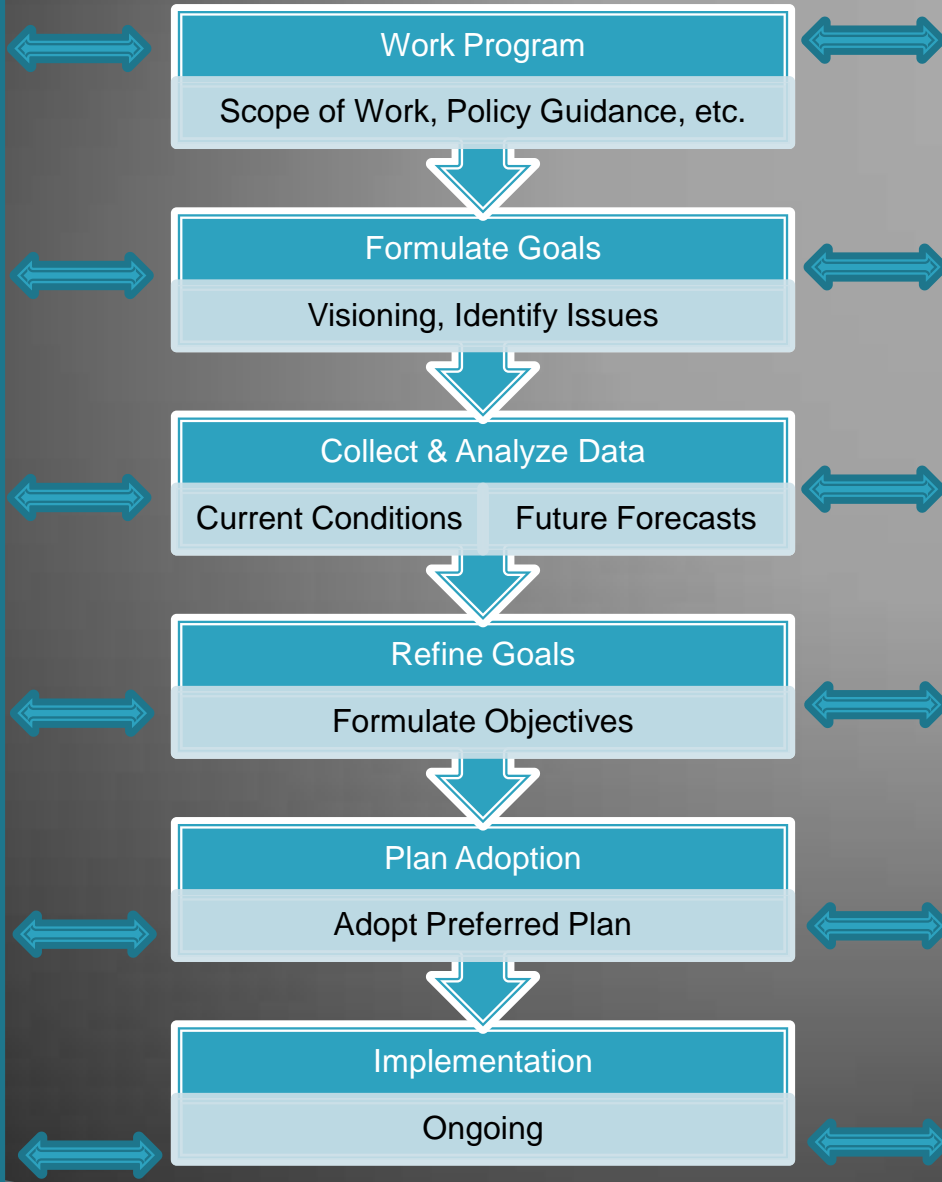 Work Program
Scope of Work, Policy Guidance, etc.
Formulate Goals
Visioning, Identify Issues
Collect & Analyze Data
Current Conditions
Future Forecasts
Refine Goals
Formulate Objectives
Plan Adoption
Adopt Preferred Plan
Implementation
Ongoing